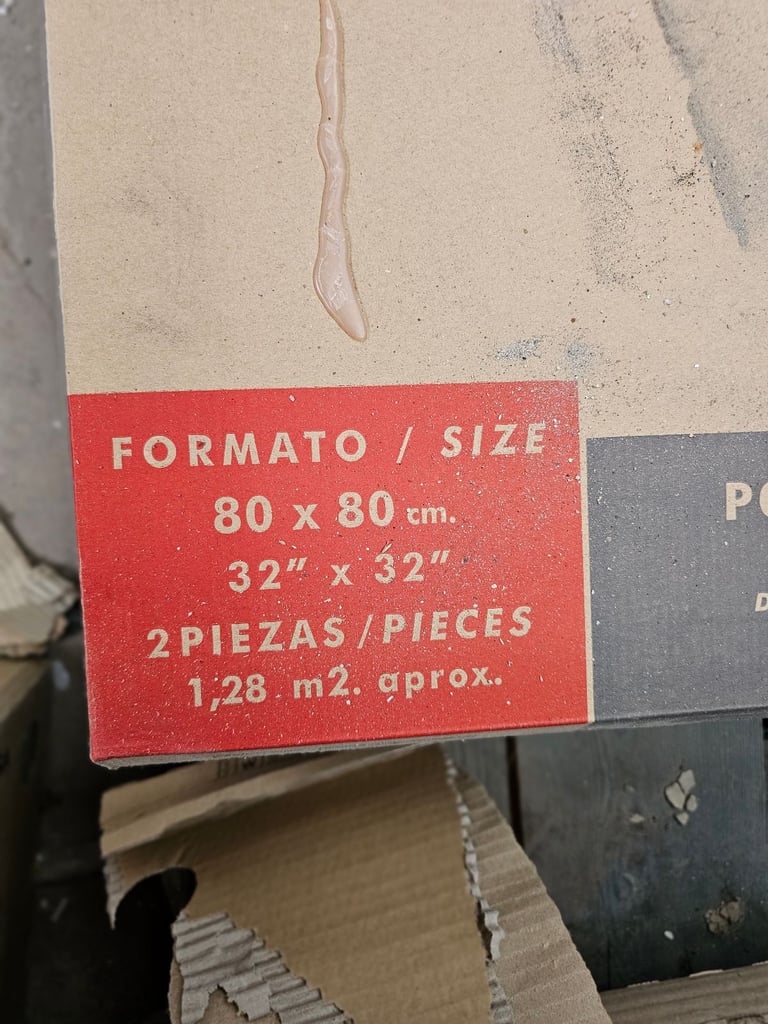 FORMATO / SIZE
80 x 80 cm.
32" x 32"
2 PIEZAS / PIECES
1,28 m2. aprox.